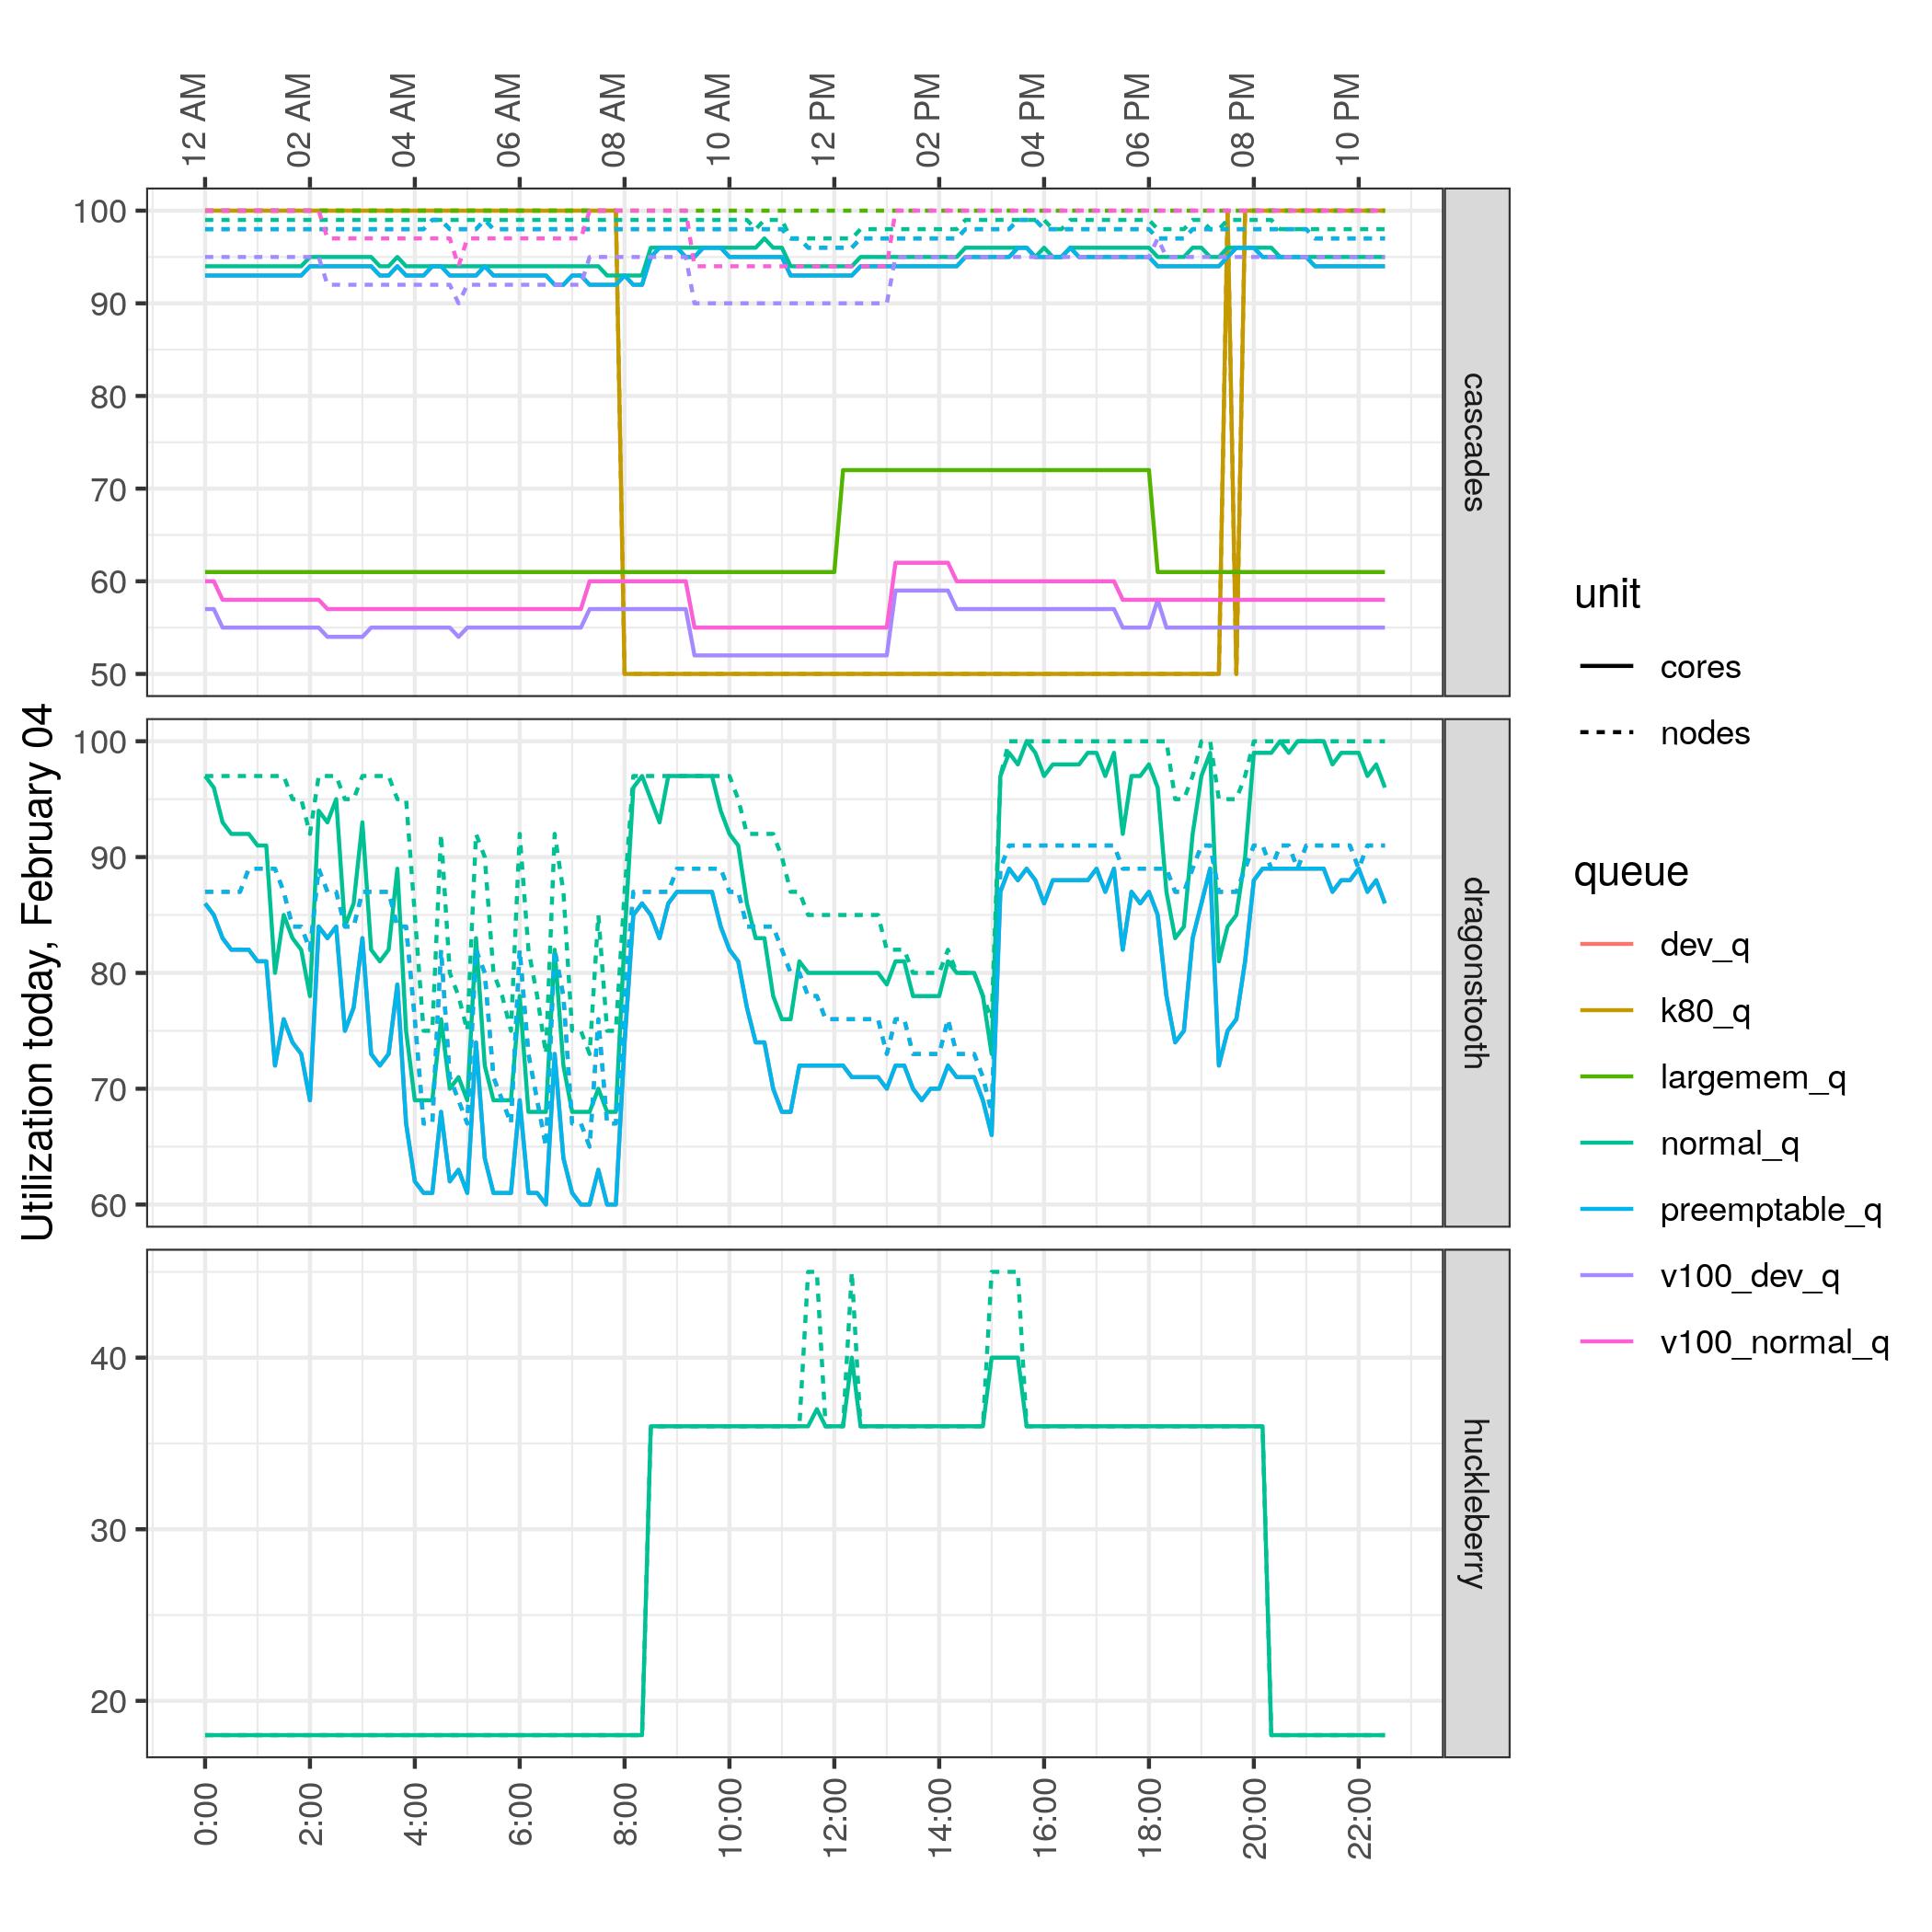 12 AM
02 AM
04 AM
06 AM
08 AM
10 AM
12 PM
02 PM
04 PM
06 PM
08 PM
10 PM
Utilization today, February 04
100
90
80
70
60
50
cascades
100
90
80
70
60
dragonstooth
40
30
20
huckleberry
0:00
2:00
4:00
6:00
8:00
10:00
12:00
14:00
16:00
18:00
20:00
22:00
unit
cores
nodes
queue
dev_q
k80_q
largemem_q
normal_q
preemptable_q
v100_dev_q
v100_normal_q